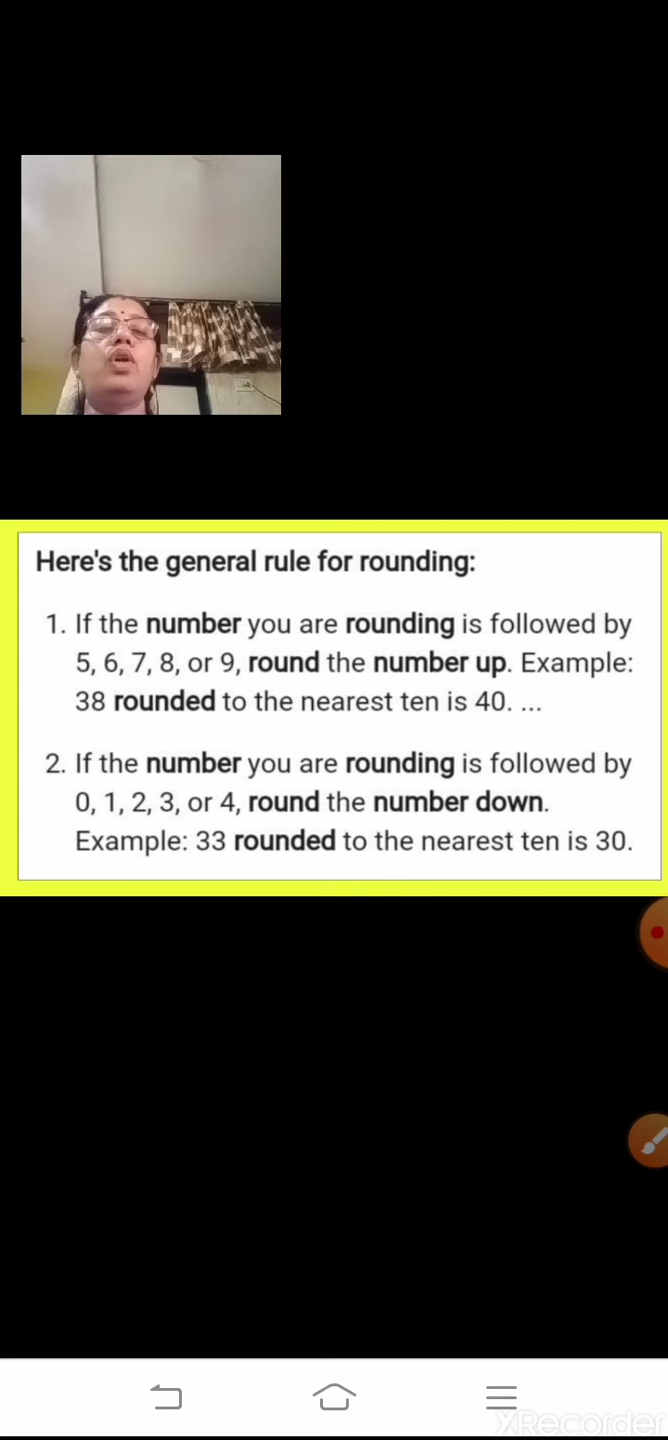 Here's the general rule for rounding:
1. If the number you are rounding is followed by
5, 6, 7, 8, or 9, round the number up. Example:
38 rounded to the nearest ten is 40. ...
2. If the number you are rounding is followed by
0, 1, 2, 3, or 4, round the number down.
Example: 33 rounded to the nearest ten is 30.
XRecorder